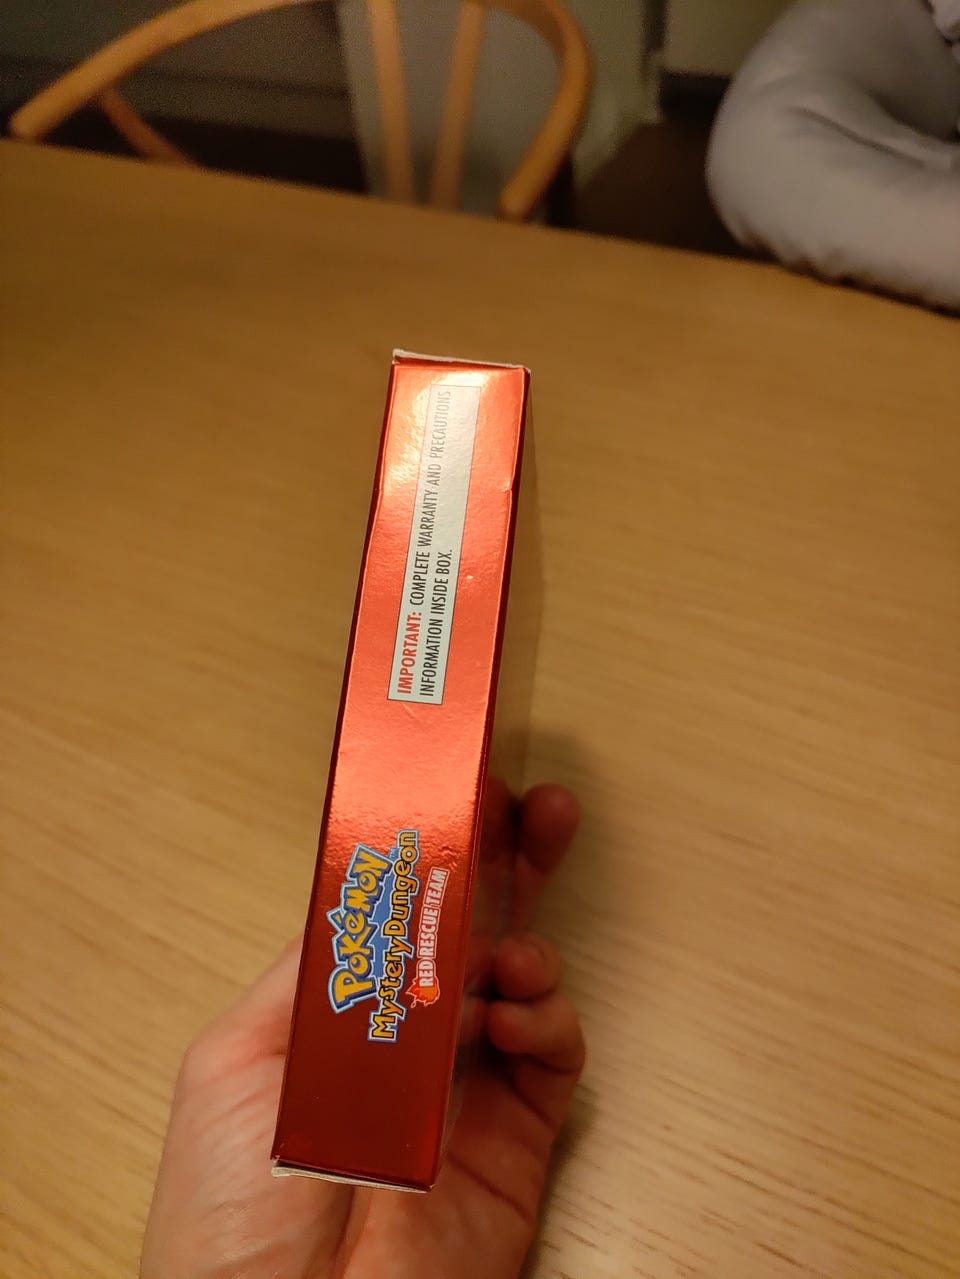 IMPORTANT: COMPLETE WARRANTY AND PRECAUTIONS
INFORMATION INSIDE BOX.
POKéMON
Mystery Dungeon
RED RESCUE TEAM